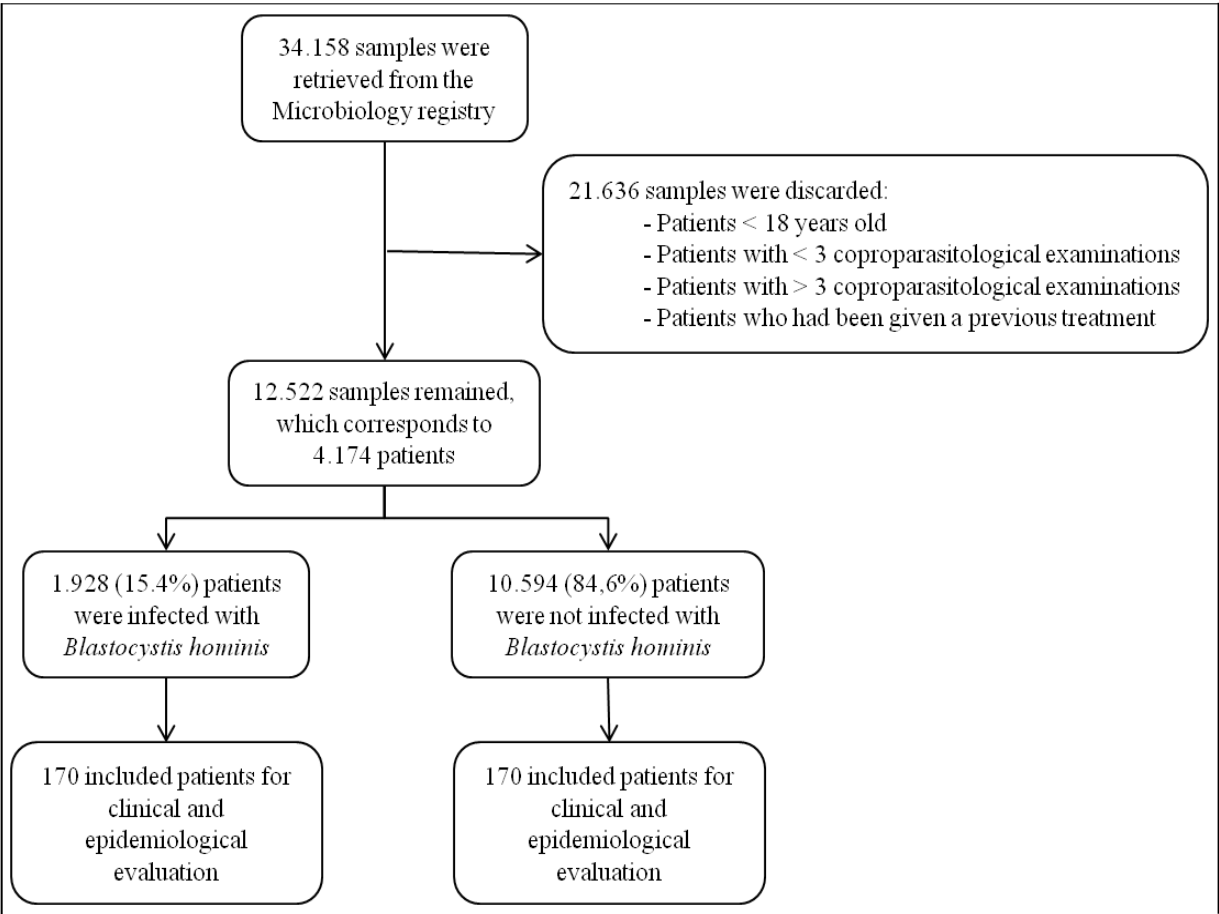 34.158 samples were
retrieved from the
Microbiology registry
21.636 samples were discarded:
- Patients < 18 years old
- Patients with < 3 coproparasitological examinations
- Patients with > 3 coproparasitological examinations
- Patients who had been given a previous treatment
12.522 samples remained,
which corresponds to
4.174 patients
1.928 (15.4%) patients
were infected with
Blastocystis hominis
10.594 (84,6%) patients
were not infected with
Blastocystis hominis
170 included patients for
clinical and
epidemiological
evaluation
170 included patients for
clinical and
epidemiological
evaluation